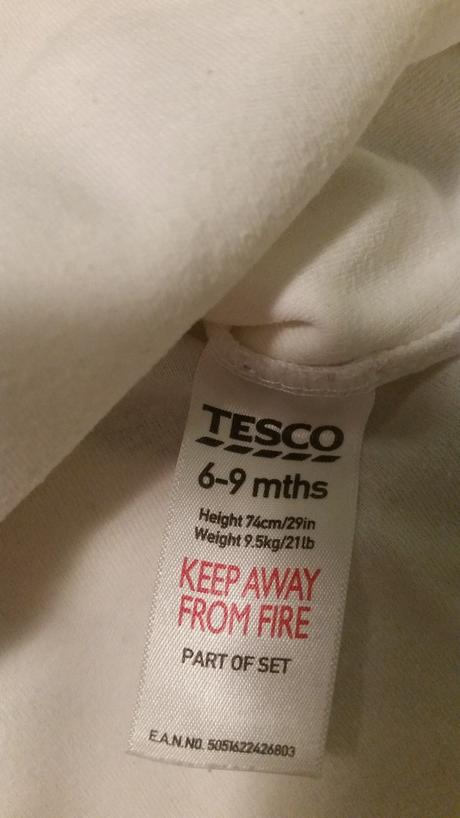 TESCO
6-9 mths
Height 74cm/29in
Weight 9.5kg/21lb
KEEP AWAY
FROM FIRE
PART OF SET
E.A.N.NO. 5051622426803